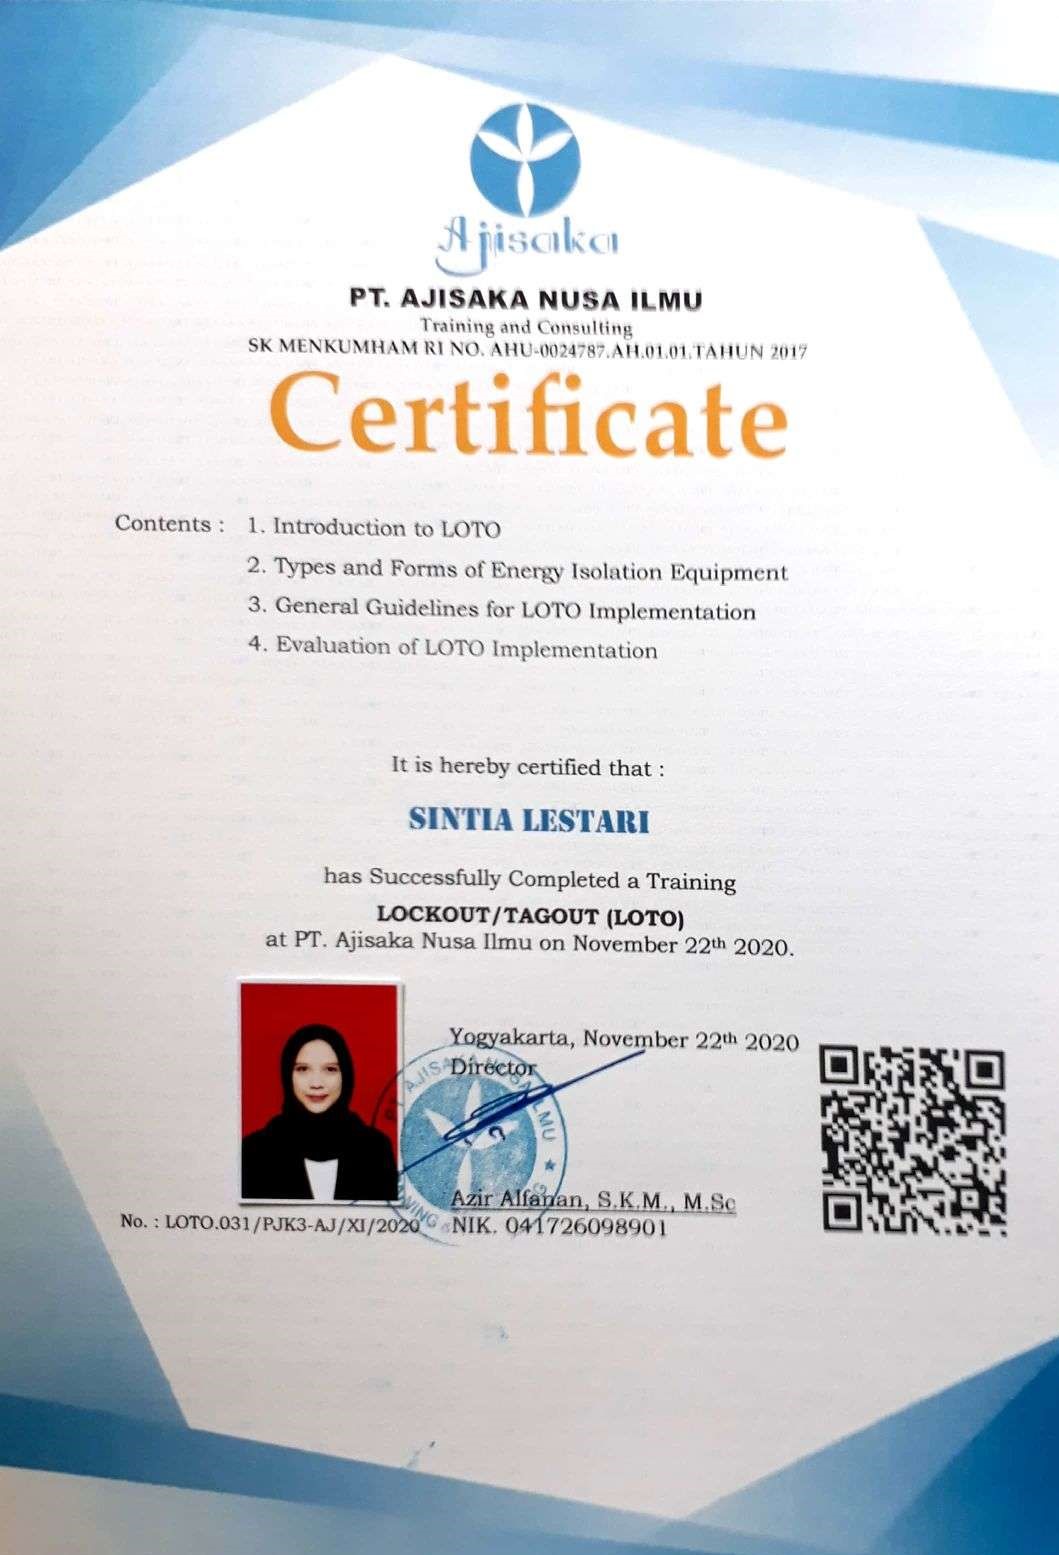 Ajisaka
PT. AJISAKA NUSA ILMU
Training and Consulting
SK MENKUMHAM RI NO. AHU-0024787.AH.01.01.TAHUN 2017
Certificate
Contents : 1. Introduction to LOTO
2. Types and Forms of Energy Isolation Equipment
3. General Guidelines for LOTO Implementation
4. Evaluation of LOTO Implementation
It is hereby certified that :
SINTIA LESTARI
has Successfully Completed a Training
LOCKOUT/TAGOUT (LOTO)
at PT. Ajisaka Nusa Ilmu on November 22th 2020.
Yogyakarta, November 22th 2020
Director
PT AJISAKA NUSA ILMU
Azir Alfanan, S.K.M., M.Sc
No. : LOTO.031/PJK3-AJ/XI/2020 NIK. 041726098901